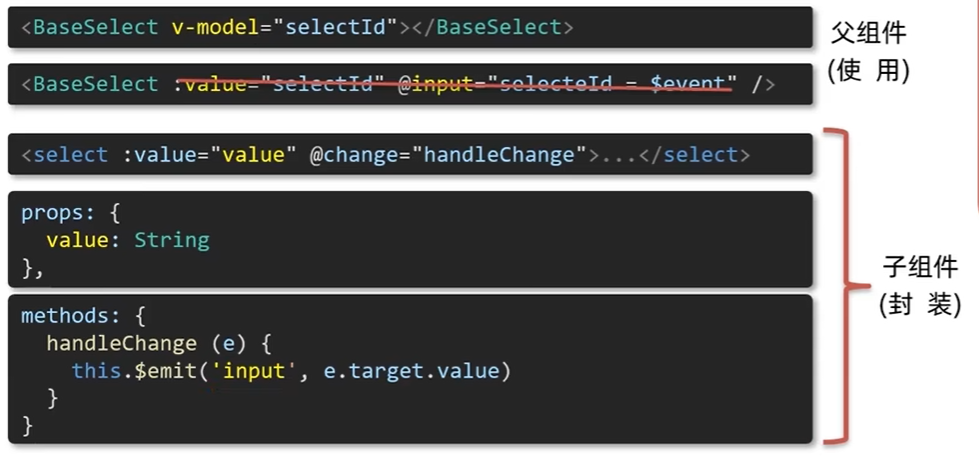 <BaseSelect v-model="selectId"></BaseSelect>
父组件
(使 用)
<BaseSelect :value="selectId" @input="selecteId = $event" />
<select :value="value" @change="handleChange">...</select>
props: {
  value: String
},
子组件
(封 装)
methods: {
  handleChange (e) {
    this.$emit('input', e.target.value)
  }
}